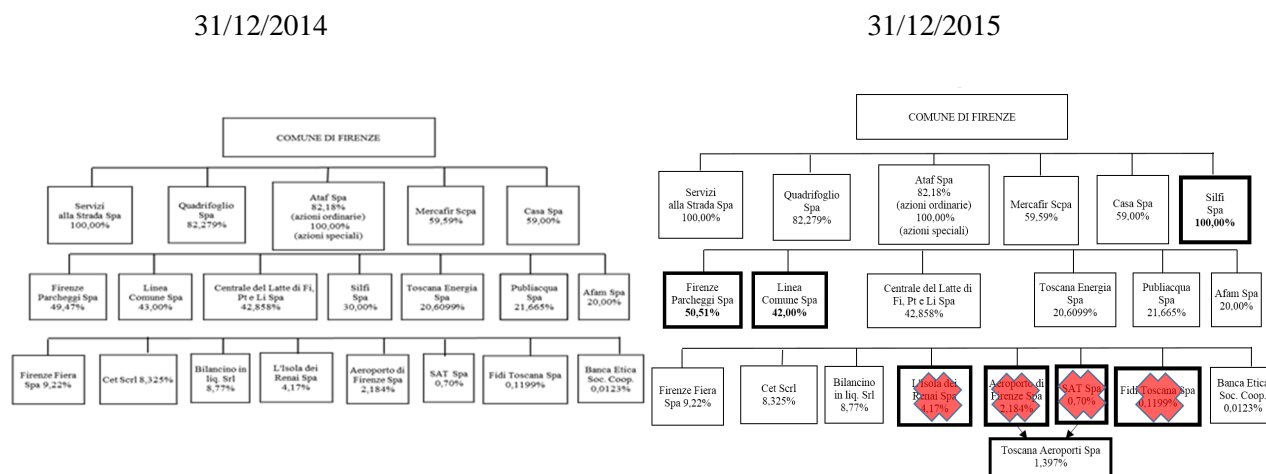 31/12/2014
COMUNE DI FIRENZE
Servizi
alla Strada Spa
100,00%
Quadrifoglio
Spa
82,279%
Ataf Spa
82,18%
(azioni ordinarie)
100,00%
(azioni speciali)
Mercafir Scpa
59,59%
Casa Spa
59,00%
Firenze
Parcheggi Spa
49,47%
Linea
Comune Spa
43,00%
Centrale del Latte di Fi,
Pt e Li Spa
42,858%
Silfi
Spa
30,00%
Toscana Energia
Spa
20,6099%
Publiacqua
Spa
21,665%
Afam Spa
20,00%
Firenze Fiera
Spa 9,22%
Cet Scrl 8,325%
Bilancino in
liq. Srl
8,77%
L'Isola dei
Renai Spa
4,17%
Aeroporto di
Firenze Spa
2,184%
SAT Spa
0,70%
Fidi Toscana Spa
0,1199%
Banca Etica
Soc. Coop.
0,0123%
31/12/2015
COMUNE DI FIRENZE
Servizi
alla Strada Spa
100,00%
Quadrifoglio
Spa
82,279%
Ataf Spa
82,18%
(azioni ordinarie)
100,00%
(azioni speciali)
Mercafir Scpa
59,59%
Casa Spa
59,00%
Silfi
Spa
100,00%
Firenze
Parcheggi Spa
50,51%
Linea
Comune Spa
42,00%
Centrale del Latte di
Fi, Pt e Li Spa
42,858%
Toscana Energia
Spa
20,6099%
Publiacqua
Spa
21,665%
Afam Spa
20,00%
Firenze Fiera
Spa 9,22%
Cet Scrl
8,325%
Bilancino
in liq. Srl
8,77%
L'Isola dei
Renai Spa
4,17%
Aeroporto di
Firenze Spa
2,184%
SAT Spa
0,70%
Fidi Toscana Spa
0,1199%
Banca Etica
Soc. Coop.
0,0123%
Toscana Aeroporti Spa
1,397%